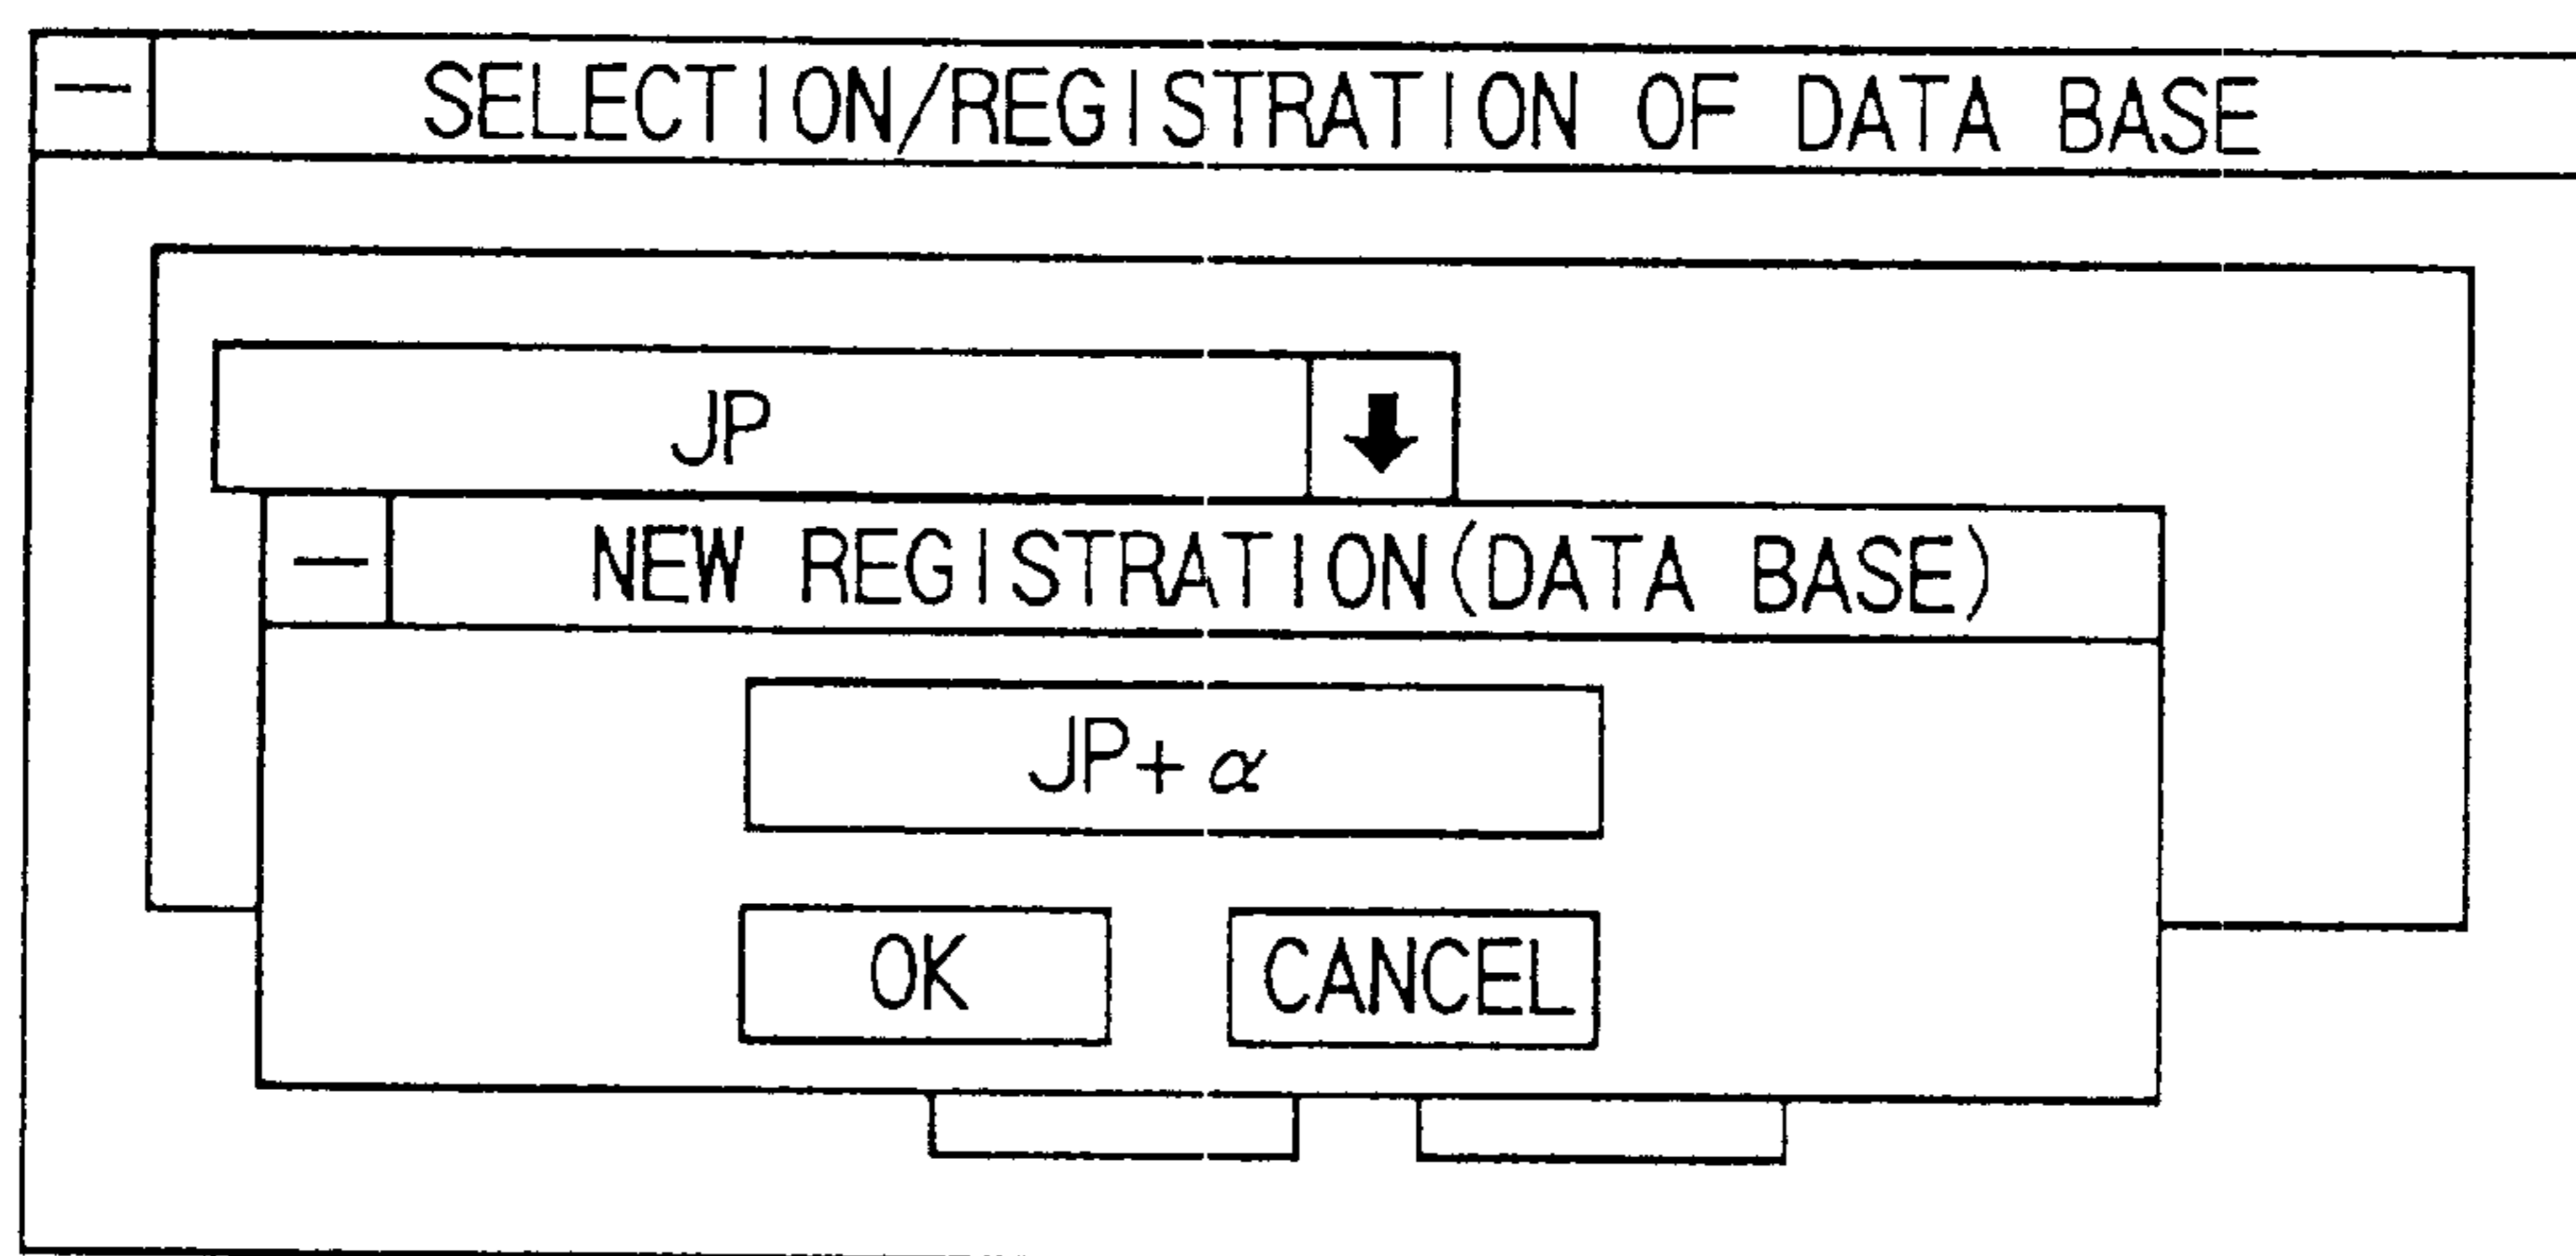 SELECTION/REGISTRATION OF DATA BASE
JP
NEW REGISTRATION(DATA BASE)
JP+α
OK CANCEL